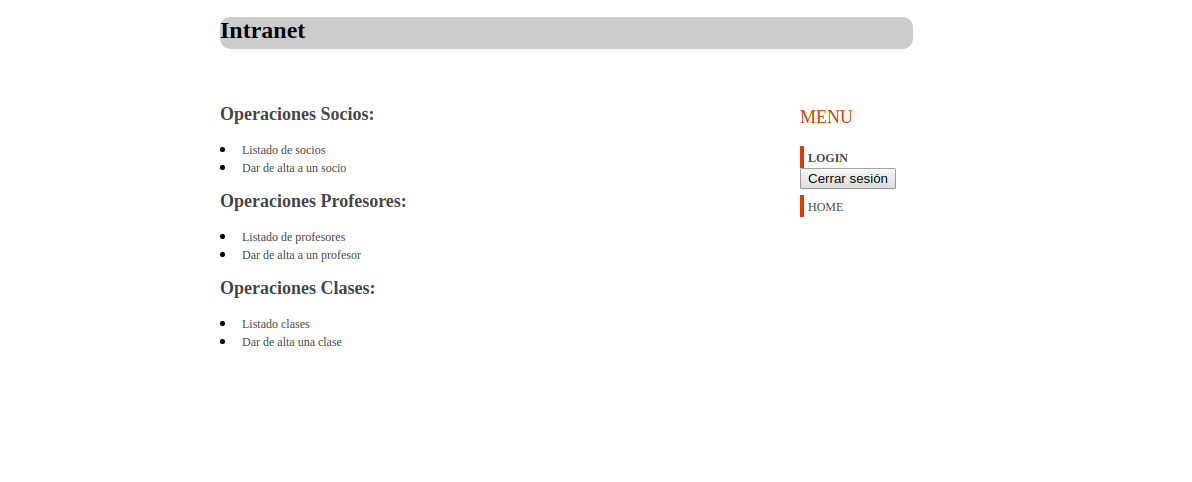 Intranet
Operaciones Socios:
Listado de socios
Dar de alta a un socio
Operaciones Profesores:
Listado de profesores
Dar de alta a un profesor
Operaciones Clases:
Listado clases
Dar de alta una clase
MENU
LOGIN
Cerrar sesión
HOME